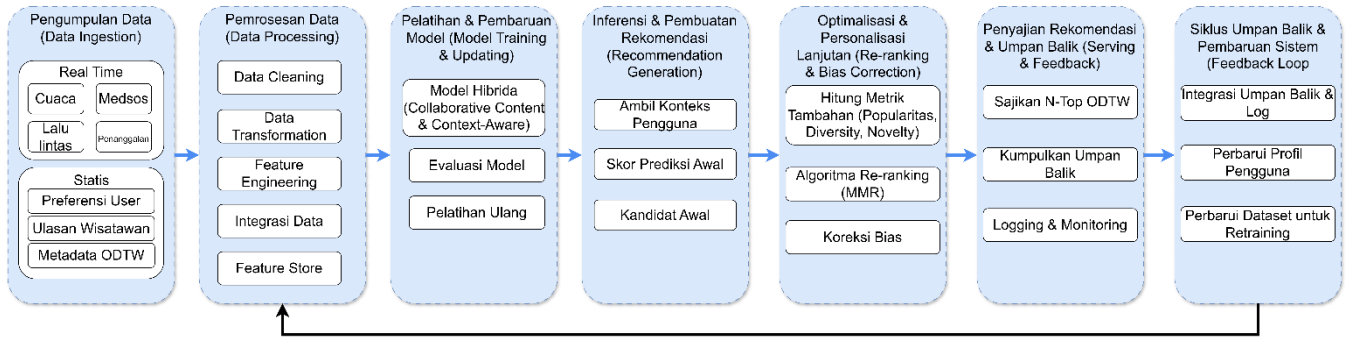 Pengumpulan Data
(Data Ingestion)
Real Time
Cuaca
Medsos
Lalu
lintas
Penanggalan
Statis
Preferensi User
Ulasan Wisatawan
Metadata ODTW
Pemrosesan Data
(Data Processing)
Data Cleaning
Data
Transformation
Feature
Engineering
Integrasi Data
Feature Store
Pelatihan & Pembaruan
Model (Model Training
& Updating)
Model Hibrida
(Collaborative Content
& Context-Aware)
Evaluasi Model
Pelatihan Ulang
Inferensi & Pembuatan
Rekomendasi
(Recommendation
Generation)
Ambil Konteks
Pengguna
Skor Prediksi Awal
Kandidat Awal
Optimalisasi &
Personalisasi
Lanjutan (Re-ranking
& Bias Correction)
Hitung Metrik
Tambahan (Popularitas,
Diversity, Novelty)
Algoritma Re-ranking
(MMR)
Koreksi Bias
Penyajian Rekomendasi
& Umpan Balik (Serving
& Feedback)
Sajikan N-Top ODTW
Kumpulkan Umpan
Balik
Logging & Monitoring
Siklus Umpan Balik &
Pembaruan Sistem
(Feedback Loop
Integrasi Umpan Balik &
Log
Perbarui Profil
Pengguna
Perbarui Dataset untuk
Retraining